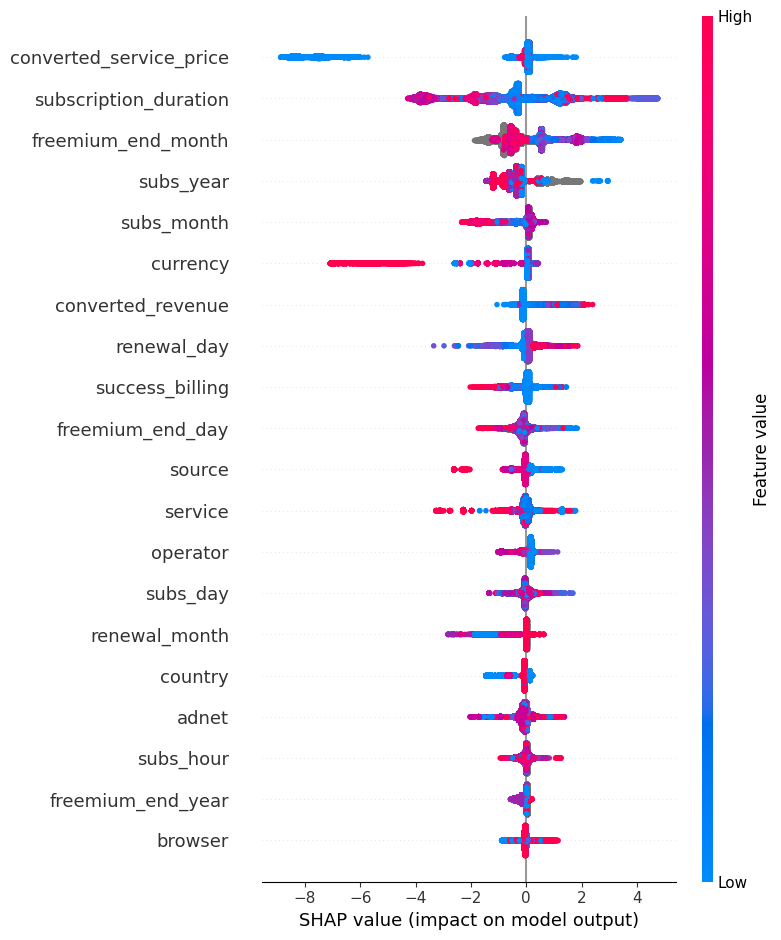 High
converted_service_price
subscription_duration
freemium_end_month
subs_year
subs_month
currency
converted_revenue
renewal_day
success_billing
freemium_end_day
source
service
operator
subs_day
renewal_month
country
adnet
subs_hour
freemium_end_year
browser
Feature value
Low
−8 −6 −4 −2 0 2 4
SHAP value (impact on model output)